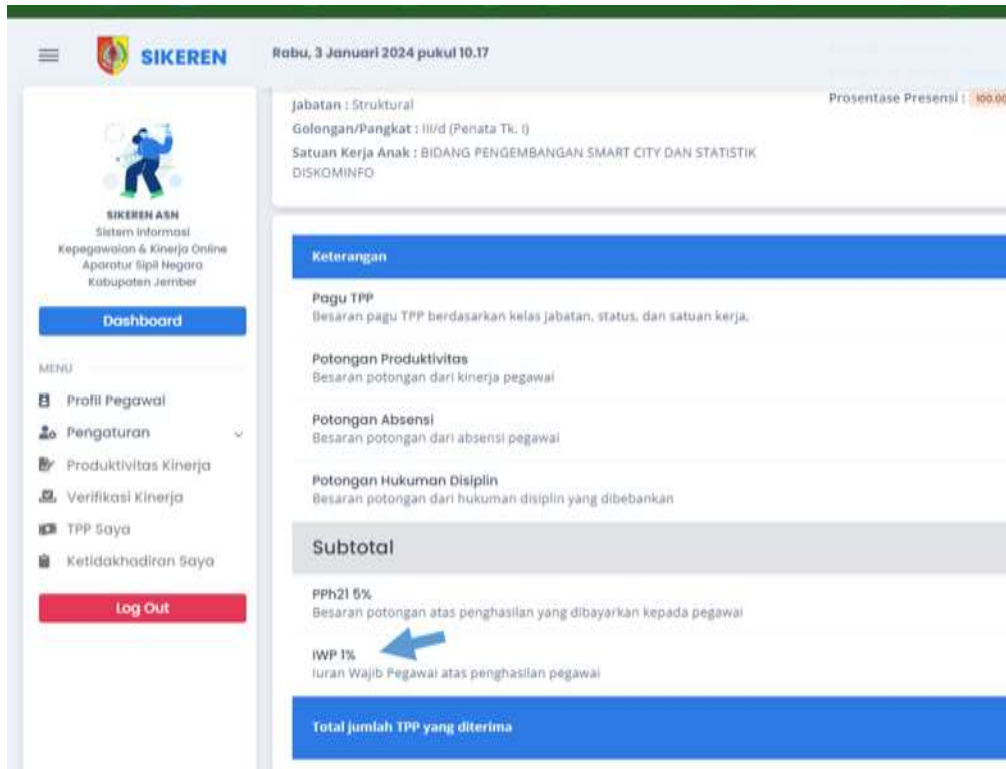 SIKEREN
Rabu, 3 Januari 2024 pukul 10.17
SIKEREN ASN
Sistem Informasi
Kepegawaian & Kinerja Online
Aparatur Sipil Negara
Kabupaten Jember
Dashboard
MENU
Profil Pegawai
Pengaturan
Produktivitas Kinerja
Verifikasi Kinerja
TPP Saya
Ketidakhadiran Saya
Log Out
Jabatan : Struktural
Golongan/Pangkat : III/d (Penata Tk. I)
Satuan Kerja Anak : BIDANG PENGEMBANGAN SMART CITY DAN STATISTIK
DISKOMINFO
Prosentase Presensi : 100.00
Keterangan
Pagu TPP
Besaran pagu TPP berdasarkan kelas jabatan, status, dan satuan kerja.
Potongan Produktivitas
Besaran potongan dari kinerja pegawai
Potongan Absensi
Besaran potongan dari absensi pegawai
Potongan Hukuman Disiplin
Besaran potongan dari hukuman disiplin yang dibebankan
Subtotal
PPh21 5%
Besaran potongan atas penghasilan yang dibayarkan kepada pegawai
IWP 1%
Iuran Wajib Pegawai atas penghasilan pegawai
Total jumlah TPP yang diterima